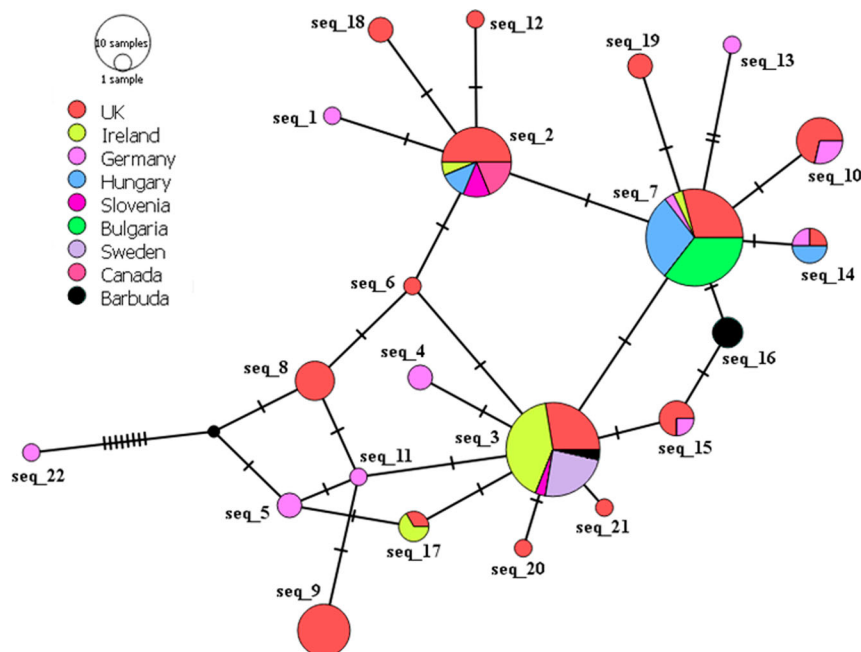 10 samples
1 sample
UK
Ireland
Germany
Hungary
Slovenia
Bulgaria
Sweden
Canada
Barbuda
seq_18
seq_12
seq_19
seq_13
seq_1
seq_2
seq_7
seq_10
seq_14
seq_6
seq_16
seq_4
seq_8
seq_3
seq_15
seq_11
seq_22
seq_5
seq_21
seq_17
seq_20
seq_9